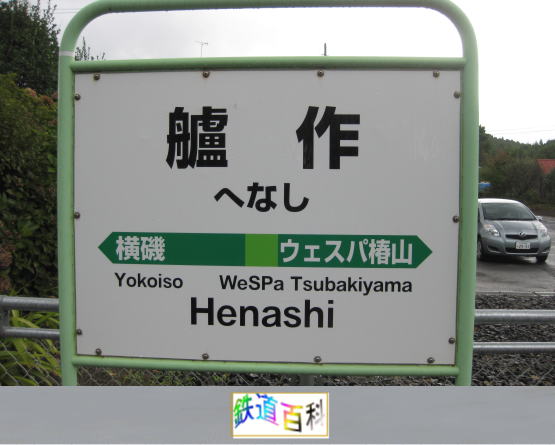 艫作
へなし
横磯 ウェスパ椿山
Yokoiso WeSPa Tsubakiyama
Henashi
鉄道百科